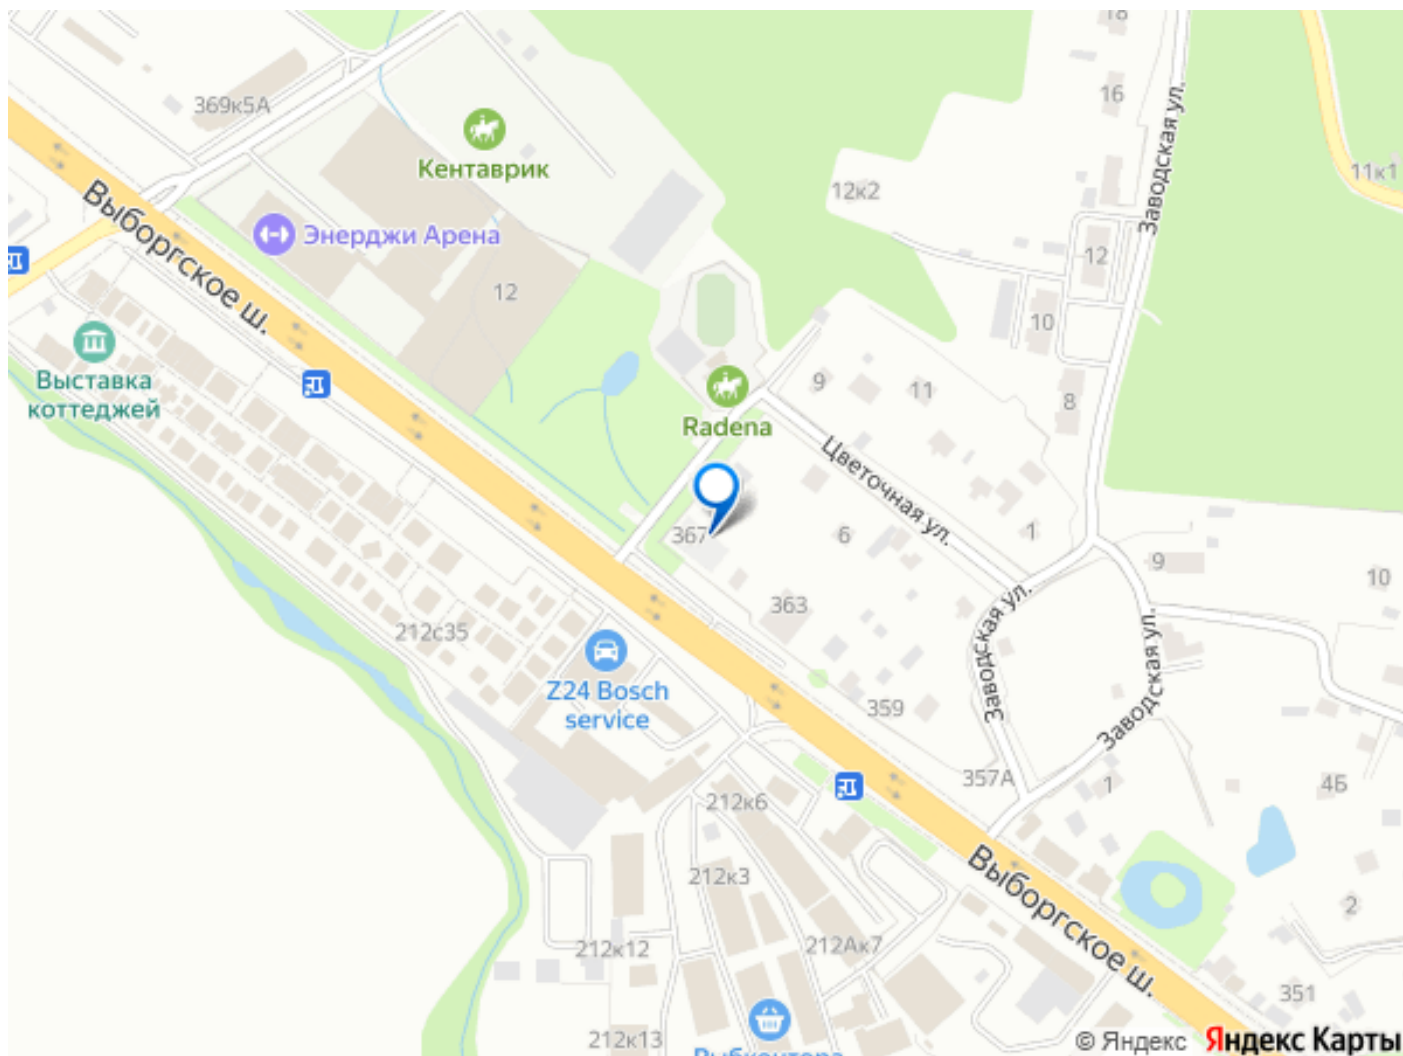 18
369к5А
16
Кентаврик
Заводская ул.
11к1
12к2
Энерджи Арена
Выборгское ш.
12
12
10
Выставка
коттеджей
9
11
8
Radena
Цветочная ул.
367
6
1
9
10
363
Заводская ул.
212с35
Заводская ул.
Z24 Bosch
service
359
357А
1
4Б
212к6
Выборгское ш.
212к3
2
212к12
212Ак7
351
212к13
Рыбконтора
© Яндекс Яндекс Карты